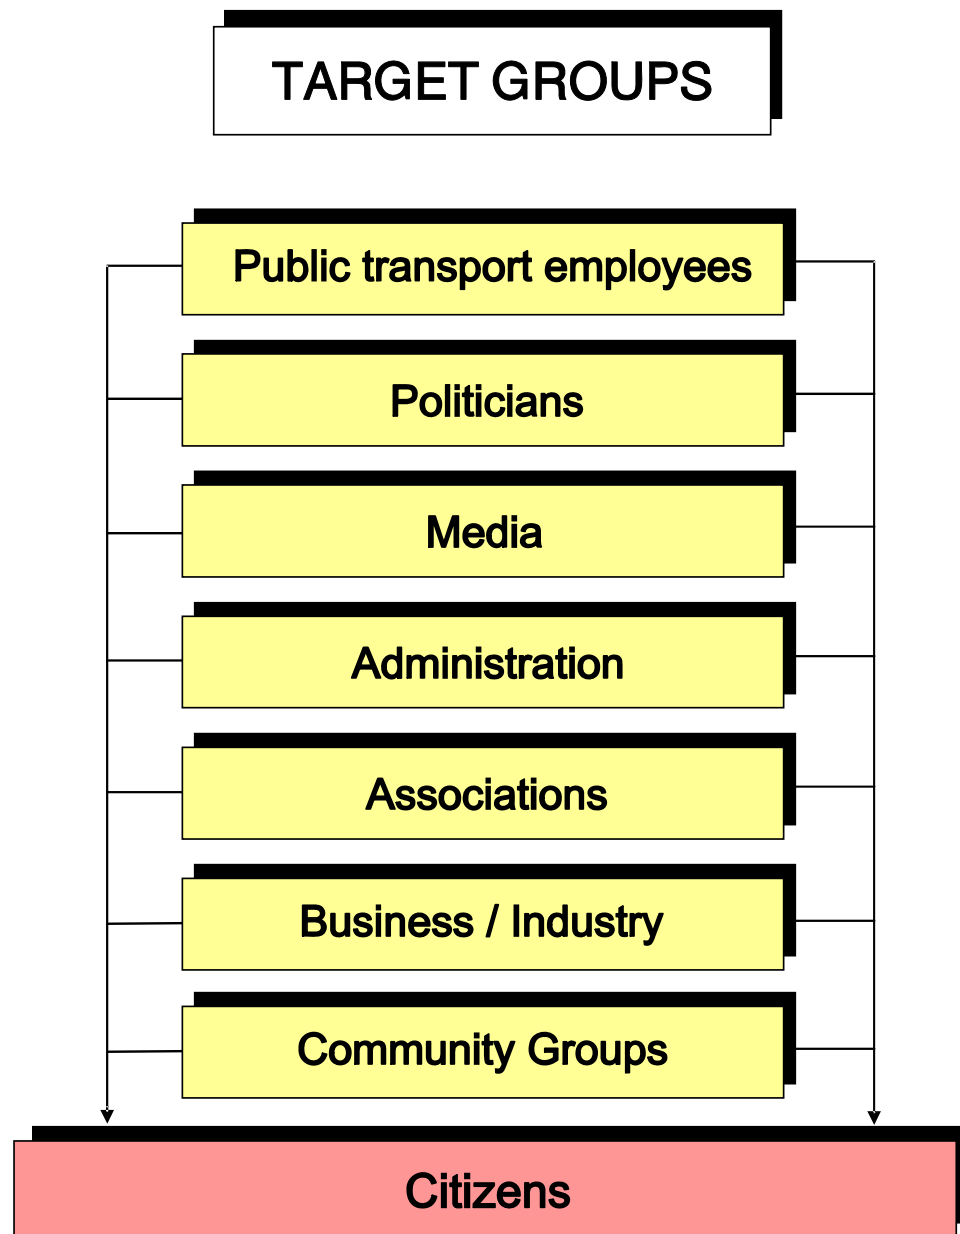 TARGET GROUPS
Public transport employees
Politicians
Media
Administration
Associations
Business / Industry
Community Groups
Citizens